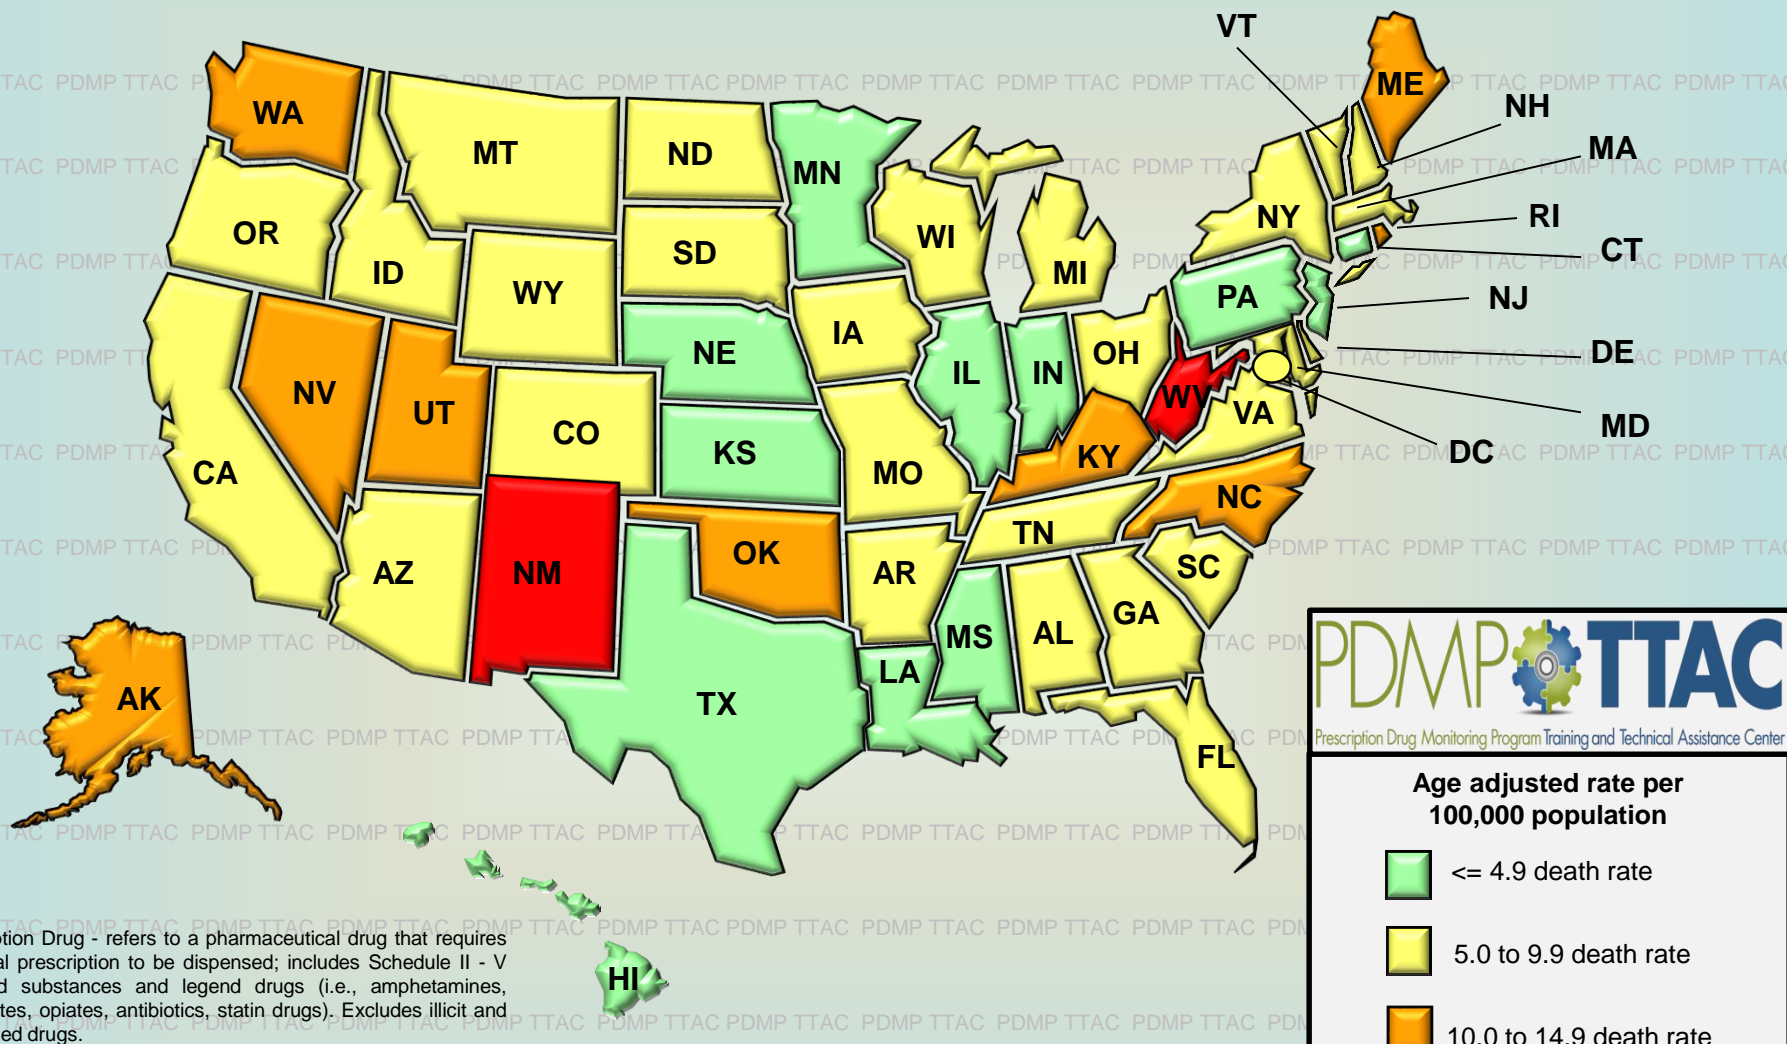 VT
ME
NH
WA
MT
ND
MN
MA
OR
ID
SD
WI
NY
RI
MI
CT
WY
PA
NJ
NE
IA
OH
IL
IN
DE
NV
UT
CO
KS
MO
WV
VA
MD
DC
KY
CA
NC
TN
AZ
NM
OK
AR
SC
GA
MS
AL
LA
TX
AK
FL
HI
PDMP TTAC
Prescription Drug Monitoring Program Training and Technical Assistance Center
Age adjusted rate per
100,000 population
<= 4.9 death rate
5.0 to 9.9 death rate
10.0 to 14.9 death rate
tion Drug - refers to a pharmaceutical drug that requires
al prescription to be dispensed; includes Schedule II - V
d substances and legend drugs (i.e., amphetamines,
tes, opiates, antibiotics, statin drugs). Excludes illicit and
ed drugs.